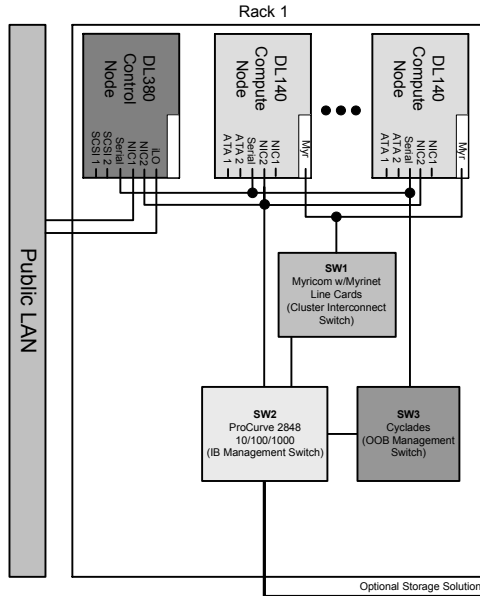 Rack 1
Public LAN
DL380
Control
Node
SCSI 1
SCSI 2
Serial
NIC1
NIC2
iLO
DL140
Compute
Node
ATA 1
ATA 2
Serial
NIC2
NIC1
Myr
DL140
Compute
Node
ATA 1
ATA 2
Serial
NIC2
NIC1
Myr
SW1
Myricom w/Myrinet
Line Cards
(Cluster Interconnect
Switch)
SW2
ProCurve 2848
10/100/1000
(IB Management Switch)
SW3
Cyclades
(OOB Management
Switch)
Optional Storage Solution